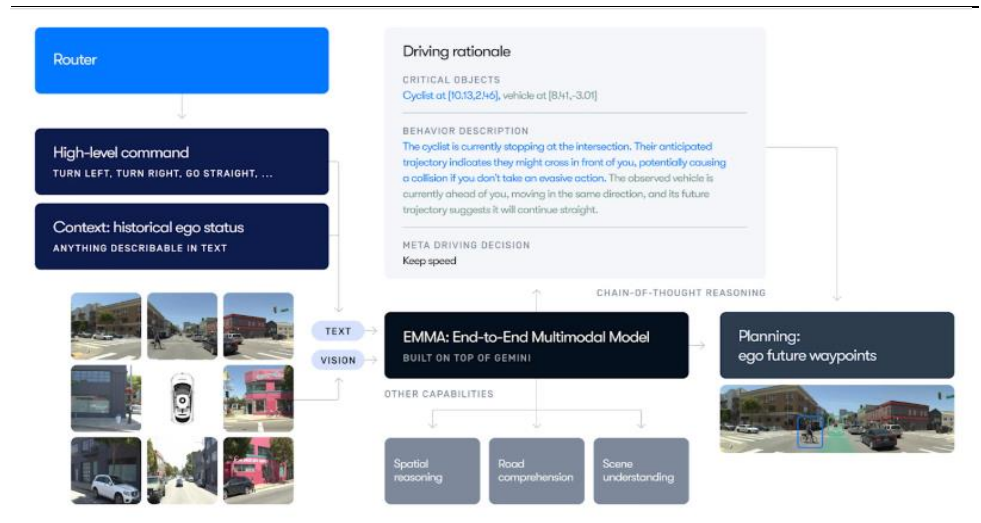 Router
High-level command
TURN LEFT, TURN RIGHT, GO STRAIGHT, ...
Context: historical ego status
ANYTHING DESCRIBABLE IN TEXT
Driving rationale
CRITICAL OBJECTS
Cyclist at [10.13,2.46], vehicle at [8.41,-3.01]
BEHAVIOR DESCRIPTION
The cyclist is currently stopping at the intersection. Their anticipated
trajectory indicates they might cross in front of you, potentially causing
a collision if you don't take an evasive action. The observed vehicle is
currently ahead of you, moving in the same direction, and its future
trajectory suggests it will continue straight.
META DRIVING DECISION
Keep speed
CHAIN-OF-THOUGHT REASONING
TEXT
VISION
EMMA: End-to-End Multimodal Model
BUILT ON TOP OF GEMINI
Planning:
ego future waypoints
OTHER CAPABILITIES
Spatial
reasoning
Road
comprehension
Scene
understanding